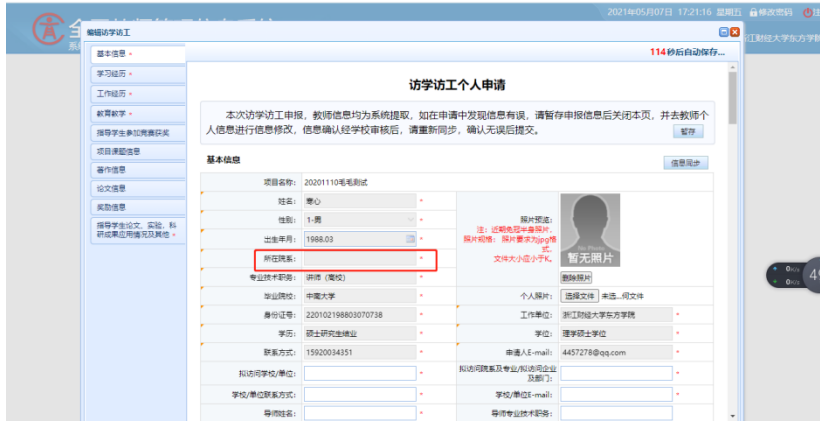 2021年05月07日 17:21:16 星期五 修改密码
编辑访学访工
江财经大学东方学院
系统
基本信息 *
114秒后自动保存...
学习经历 *
工作经历 *
教育教学 *
指导学生参加竞赛获奖
项目课题信息
著作信息
论文信息
奖励信息
指导学生论文、实验、科
研成果应用情况及其他 *
访学访工个人申请
本次访学访工申报,教师信息均为系统提取,如在申请中发现信息有误,请暂存申报信息后关闭本页,并去教师个
人信息进行信息修改,信息确认经学校审核后,请重新同步,确认无误后提交。 暂存
基本信息 信息同步
项目名称: 20201110毛毛测试
姓名: 寒心 *
性别: 1-男 *
出生年月: 1988.03 *
所在院系: *
专业技术职务: 讲师(高校) *
照片预览:
注:近期免冠半身照片,
照片规格: 照片要求为jpg格
式,
文件大小应小于K。
No Photo
暂无照片
删除照片
毕业院校: 中南大学 * 个人照片: 选择文件 未选...何文件
身份证号: 220102198803070738 * 工作单位: 浙江财经大学东方学院 *
学历: 硕士研究生结业 * 学位: 理学硕士学位 *
联系方式: 15920034351 * 申请人E-mail: 4457278@qq.com *
拟访问学校/单位: * 拟访问院系及专业/拟访问企业
及部门: *
学校/单位联系方式: * 学校/单位E-mail: *
导师姓名: * 导师专业技术职务: *
0K/s
0K/s